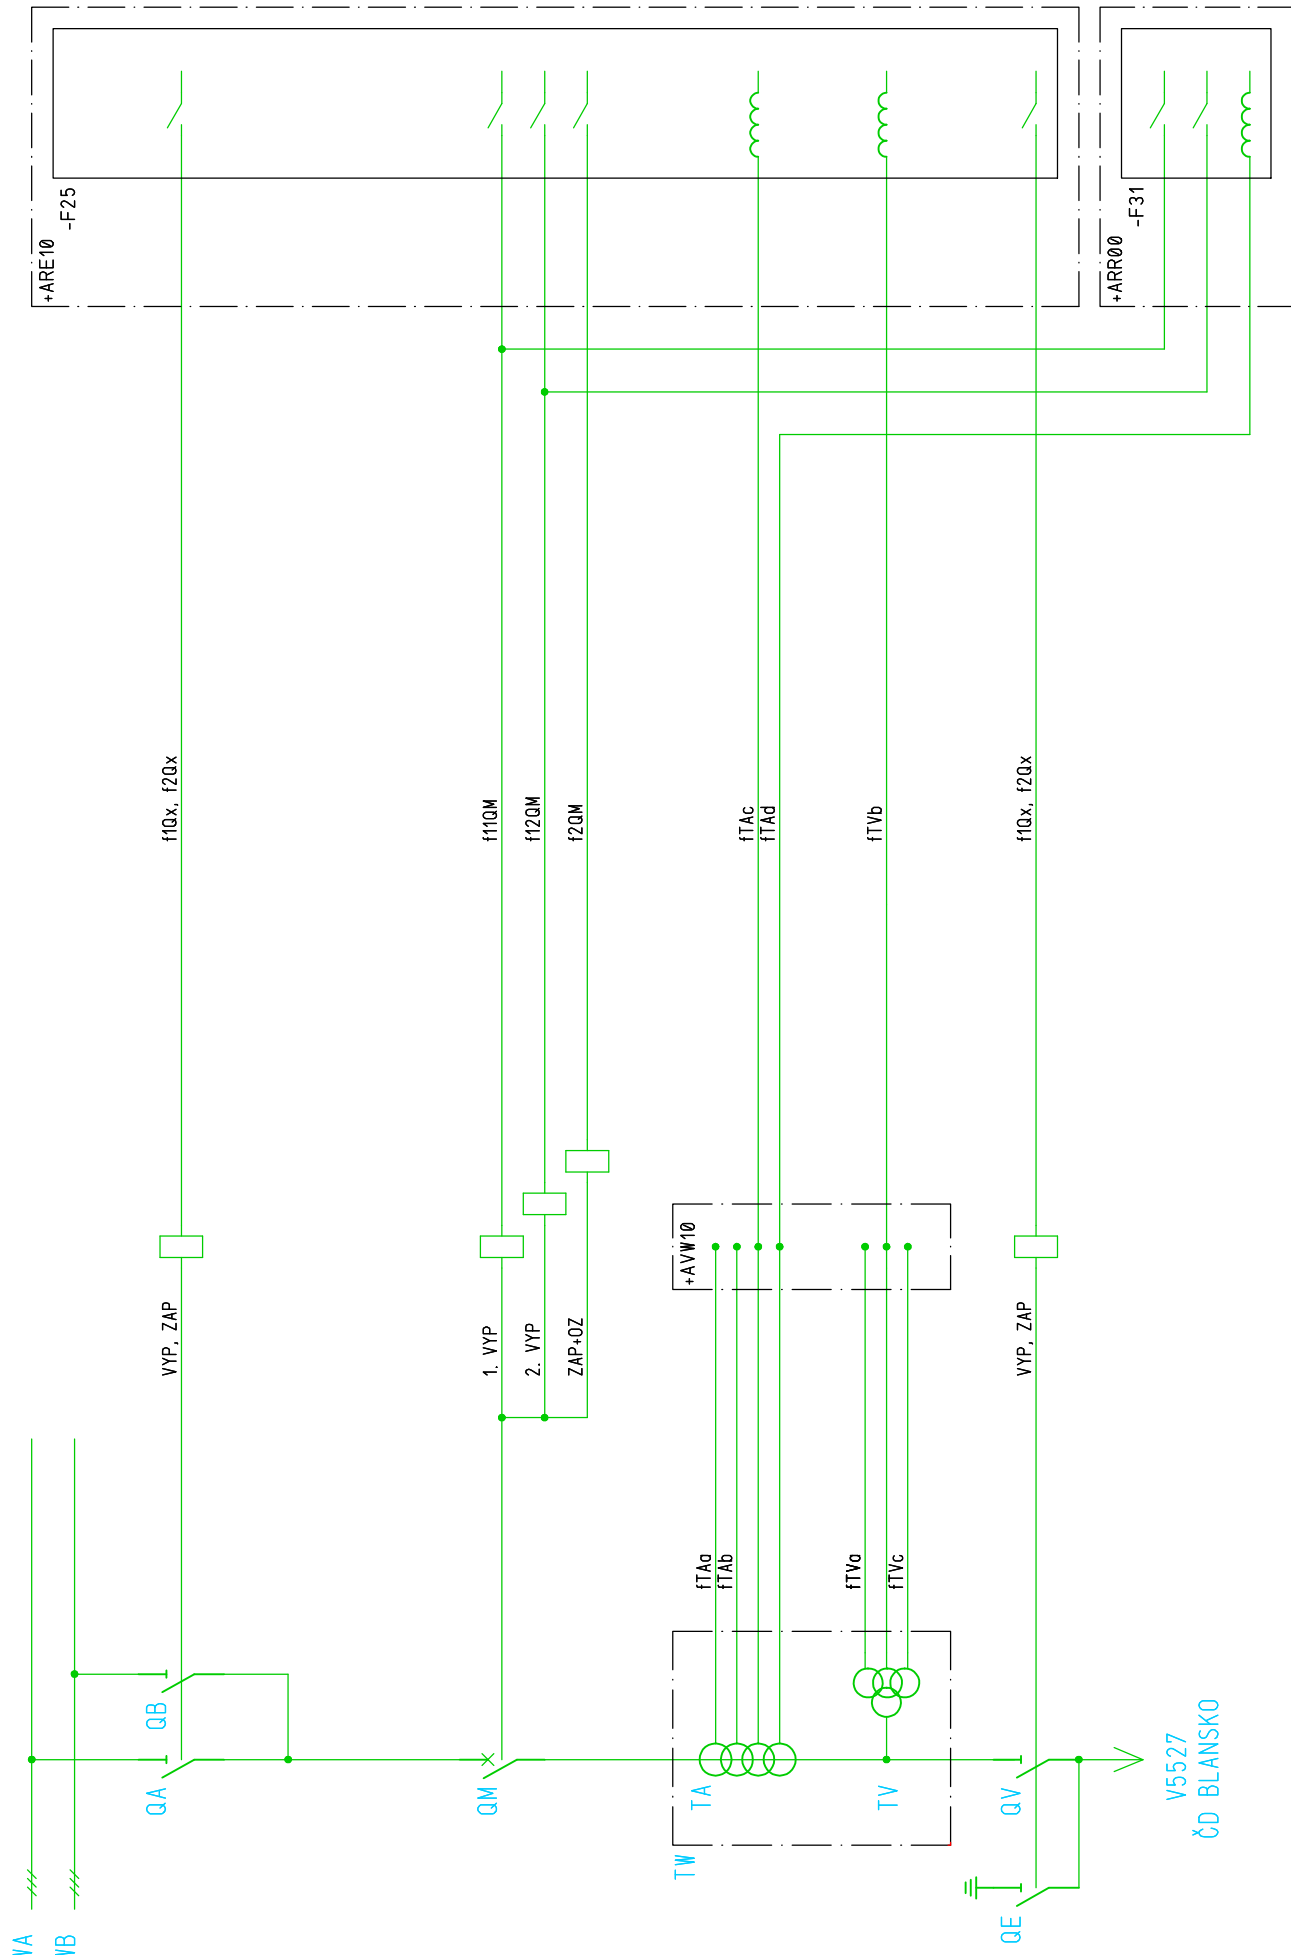 +ARE10
-F25
+ARR00
-F31
f1Qx, f2Qx
f11QM
f12QM
f2QM
fTAc
fTAd
fTVb
f1Qx, f2Qx
+AVW10
VYP, ZAP
1. VYP
2. VYP
ZAP+OZ
VYP, ZAP
fTAa
fTAb
fTVa
fTVc
QB
QA
QM
TA
TV
QV
TW
QE
V5527
ČD BLANSKO